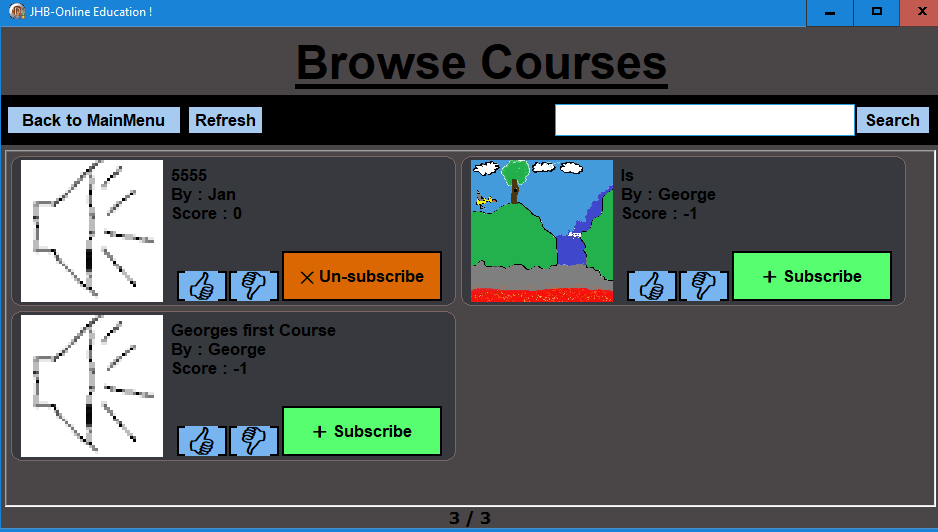 JHB-Online Education !
Browse Courses
Back to MainMenu
Refresh
Search
5555
By : Jan
Score : 0
× Un-subscribe
Is
By : George
Score : -1
+ Subscribe
Georges first Course
By : George
Score : -1
+ Subscribe
3 / 3